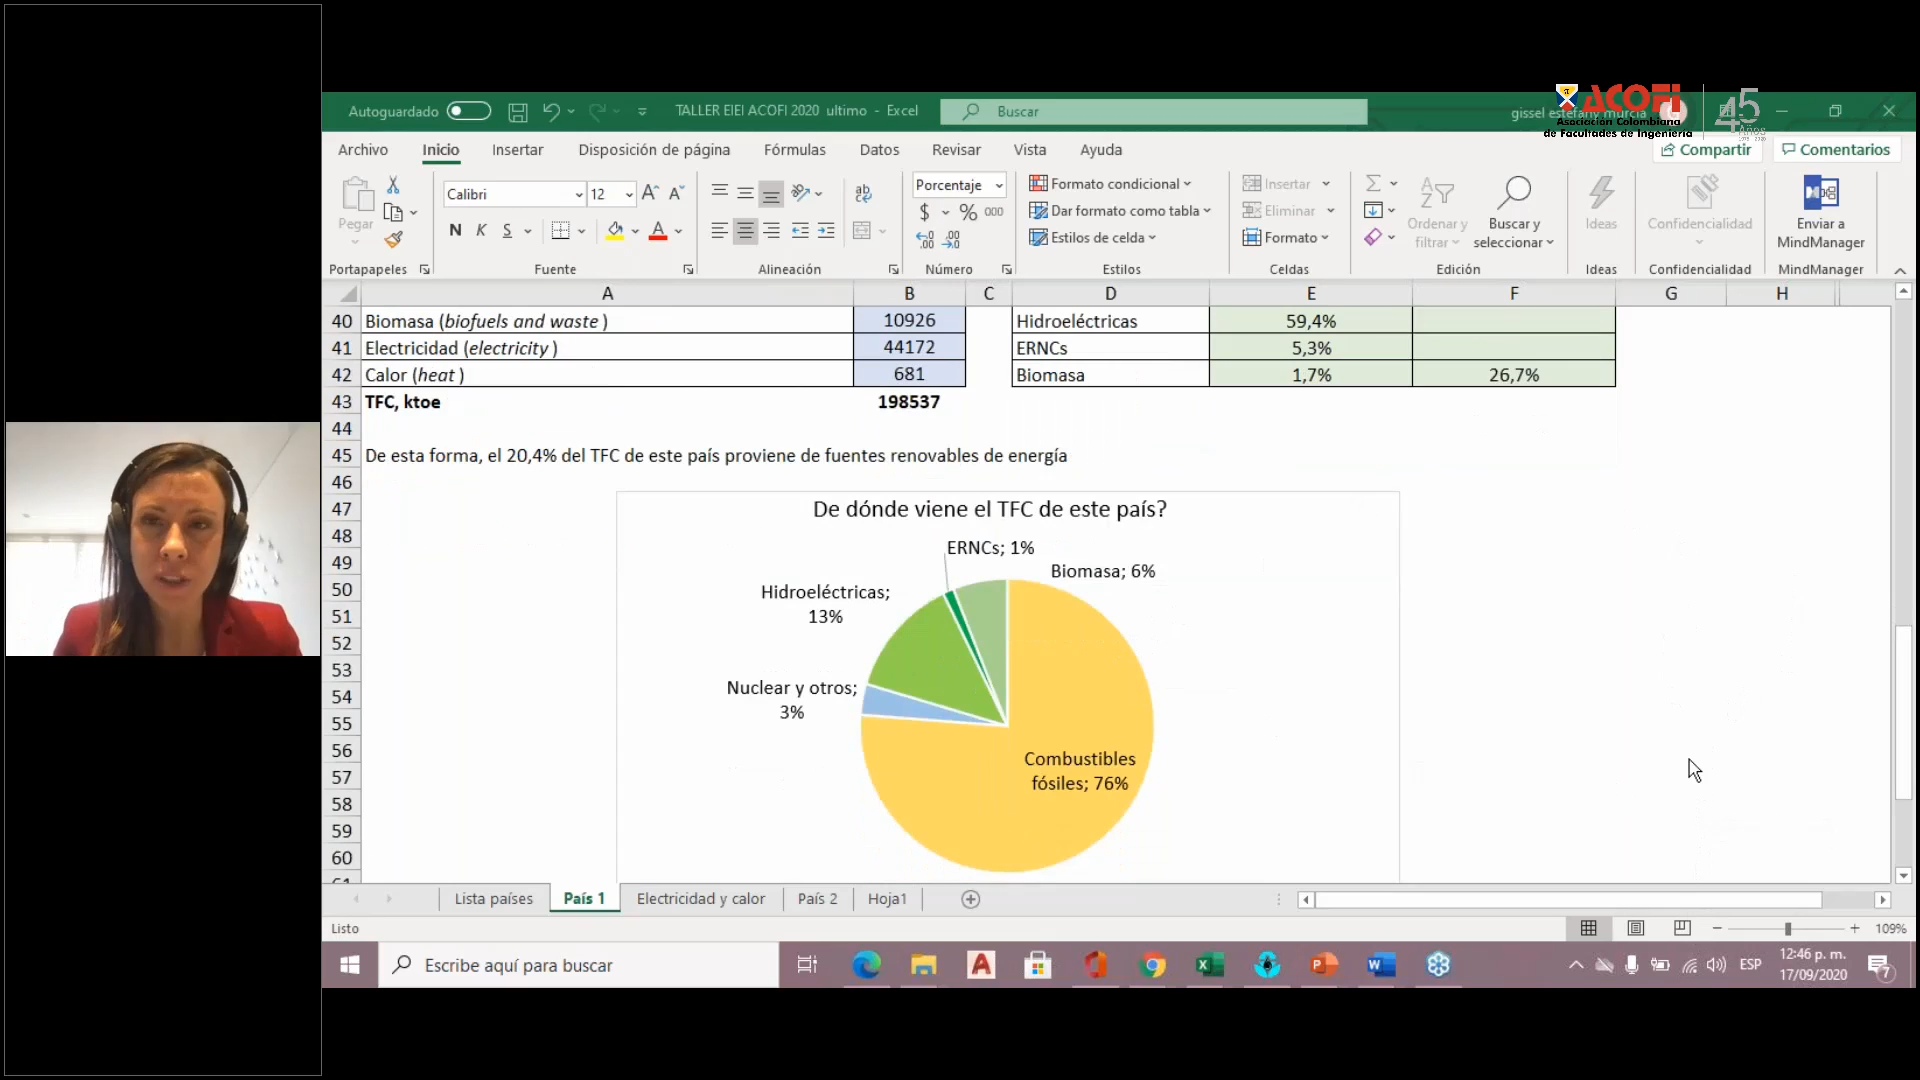 ACOFI
Asociación Colombiana
de Facultades de Ingeniería
45
Años
Autoguardado
TALLER EIEI ACOFI 2020 ultimo - Excel
Buscar
gissel estefany murcia
Archivo Inicio Insertar Disposición de página Fórmulas Datos Revisar Vista Ayuda
Compartir Comentarios
Pegar
Portapapeles
Calibri 12
N K S
Fuente
Alineación
Porcentaje
$ % 000
Número
Formato condicional
Dar formato como tabla
Estilos de celda
Estilos
Insertar
Eliminar
Formato
Celdas
Ordenar y
filtrar
Buscar y
seleccionar
Edición
Ideas
Ideas
Confidencialidad
Confidencialidad
Enviar a
MindManager
MindManager
A B C D E F G H
40 Biomasa (biofuels and waste ) 10926 Hidroeléctricas 59,4%
41 Electricidad (electricity ) 44172 ERNCs 5,3%
42 Calor (heat ) 681 Biomasa 1,7% 26,7%
43 TFC, ktoe 198537
44
45 De esta forma, el 20,4% del TFC de este país proviene de fuentes renovables de energía
46
47
48
49
50
51
52
53
54
55
56
57
58
59
60
61
De dónde viene el TFC de este país?
ERNCs; 1%
Biomasa; 6%
Hidroeléctricas;
13%
Nuclear y otros;
3%
Combustibles
fósiles; 76%
Lista países País 1 Electricidad y calor País 2 Hoja1
Listo
109%
Escribe aquí para buscar
ESP
12:46 p. m.
17/09/2020
7